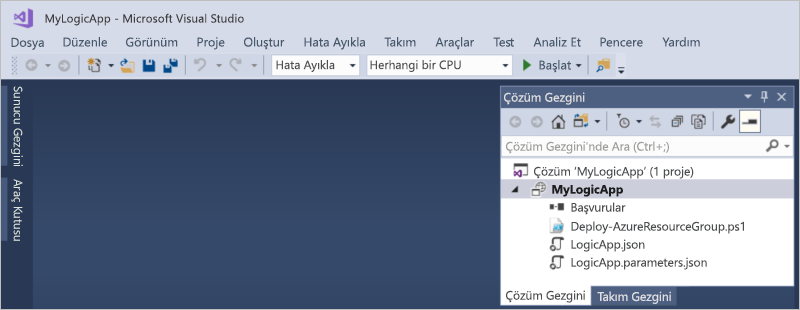 MyLogicApp - Microsoft Visual Studio
Dosya Düzenle Görünüm Proje Oluştur Hata Ayıkla Takım Araçlar Test Analiz Et Pencere Yardım
Hata Ayıkla Herhangi bir CPU Başlat
Sunucu Gezgini
Araç Kutusu
Çözüm Gezgini
Çözüm Gezgini'nde Ara (Ctrl+;)
Çözüm 'MyLogicApp' (1 proje)
MyLogicApp
Başvurular
Deploy-AzureResourceGroup.ps1
LogicApp.json
LogicApp.parameters.json
Çözüm Gezgini Takım Gezgini